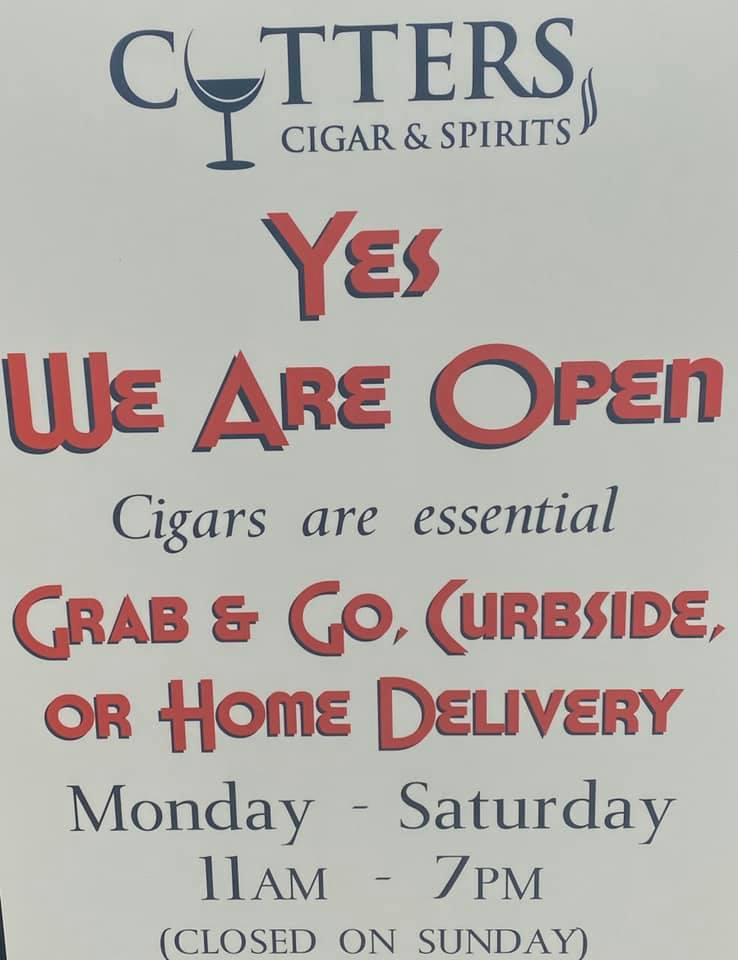 CUTTERS
CIGAR & SPIRITS
YES
WE ARE OPEN
Cigars are essential
GRAB & GO, CURBSIDE,
OR HOME DELIVERY
Monday - Saturday
11AM - 7PM
(CLOSED ON SUNDAY)